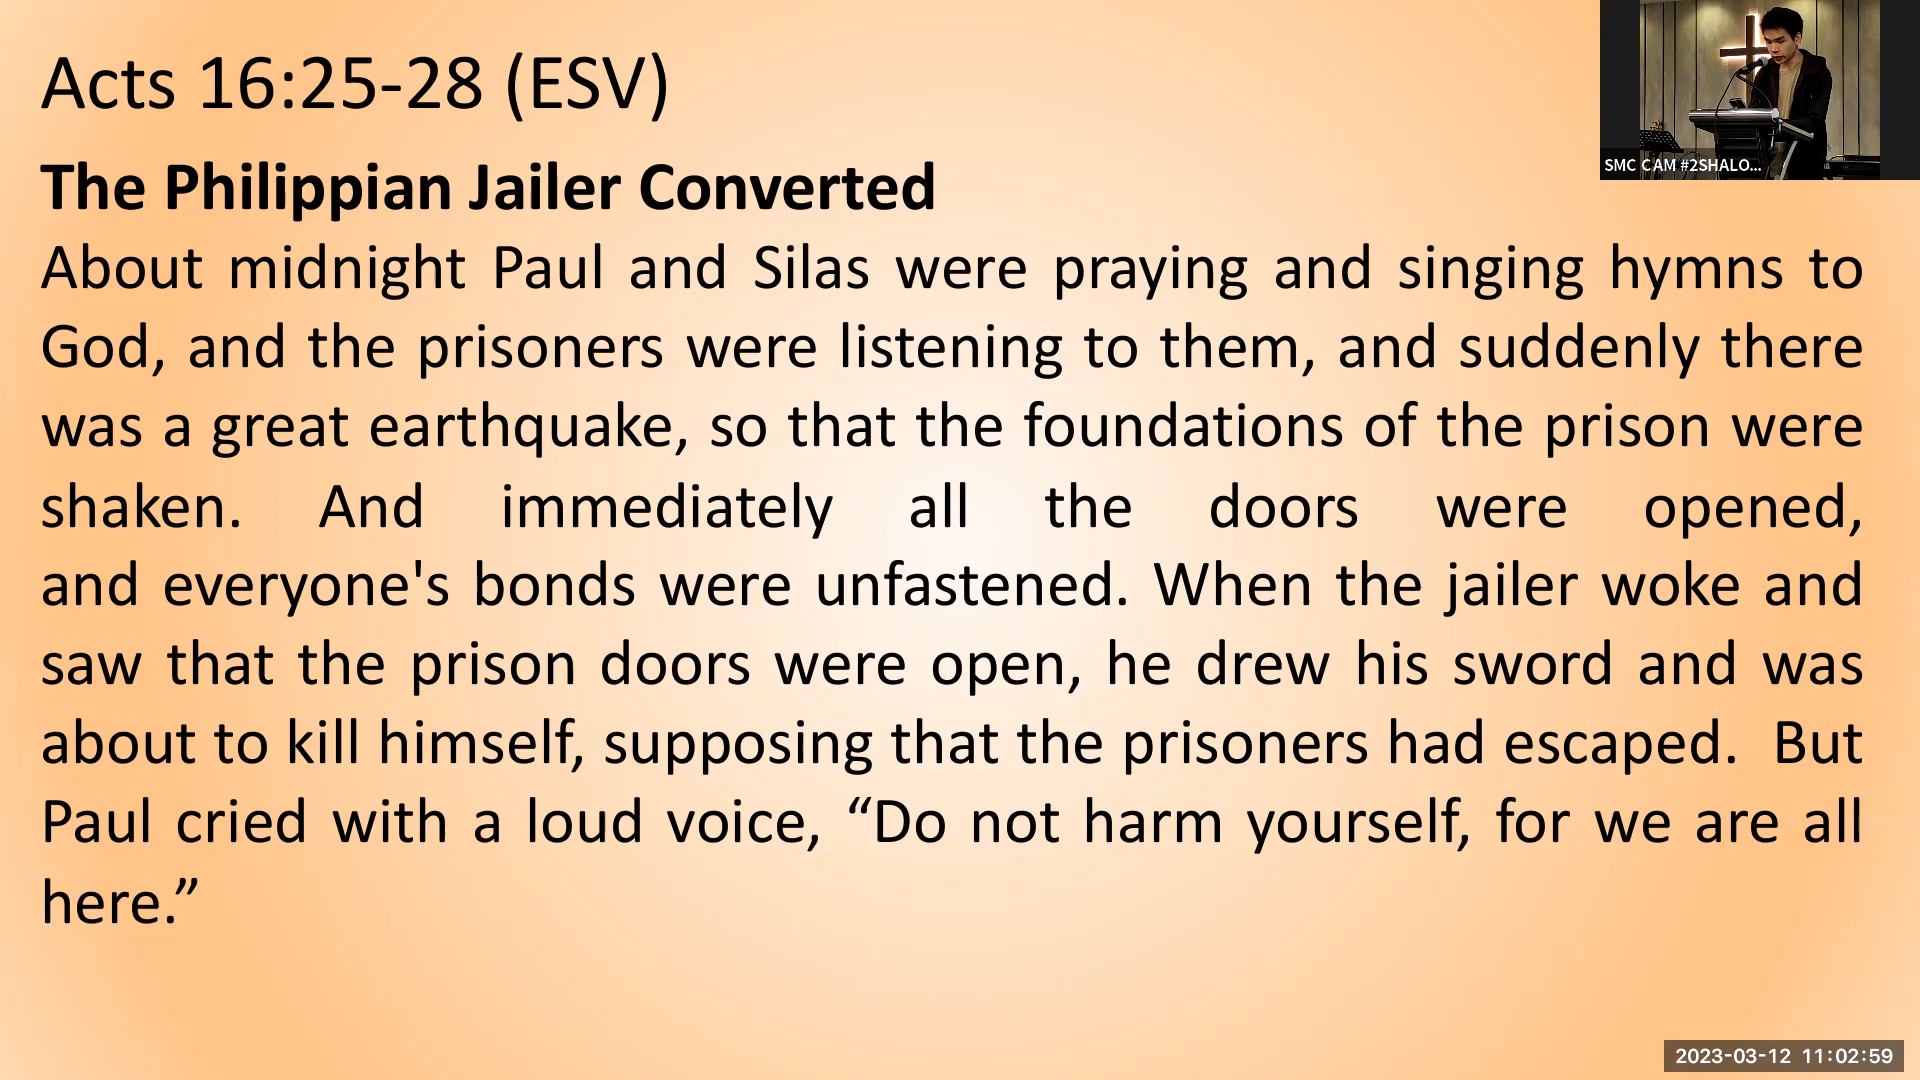 Acts 16:25-28 (ESV)
The Philippian Jailer Converted
About midnight Paul and Silas were praying and singing hymns to
God, and the prisoners were listening to them, and suddenly there
was a great earthquake, so that the foundations of the prison were
shaken. And immediately all the doors were opened,
and everyone's bonds were unfastened. When the jailer woke and
saw that the prison doors were open, he drew his sword and was
about to kill himself, supposing that the prisoners had escaped.  But
Paul cried with a loud voice, “Do not harm yourself, for we are all
here.”
SMC CAM #2SHALO...
2023-03-12 11:02:59